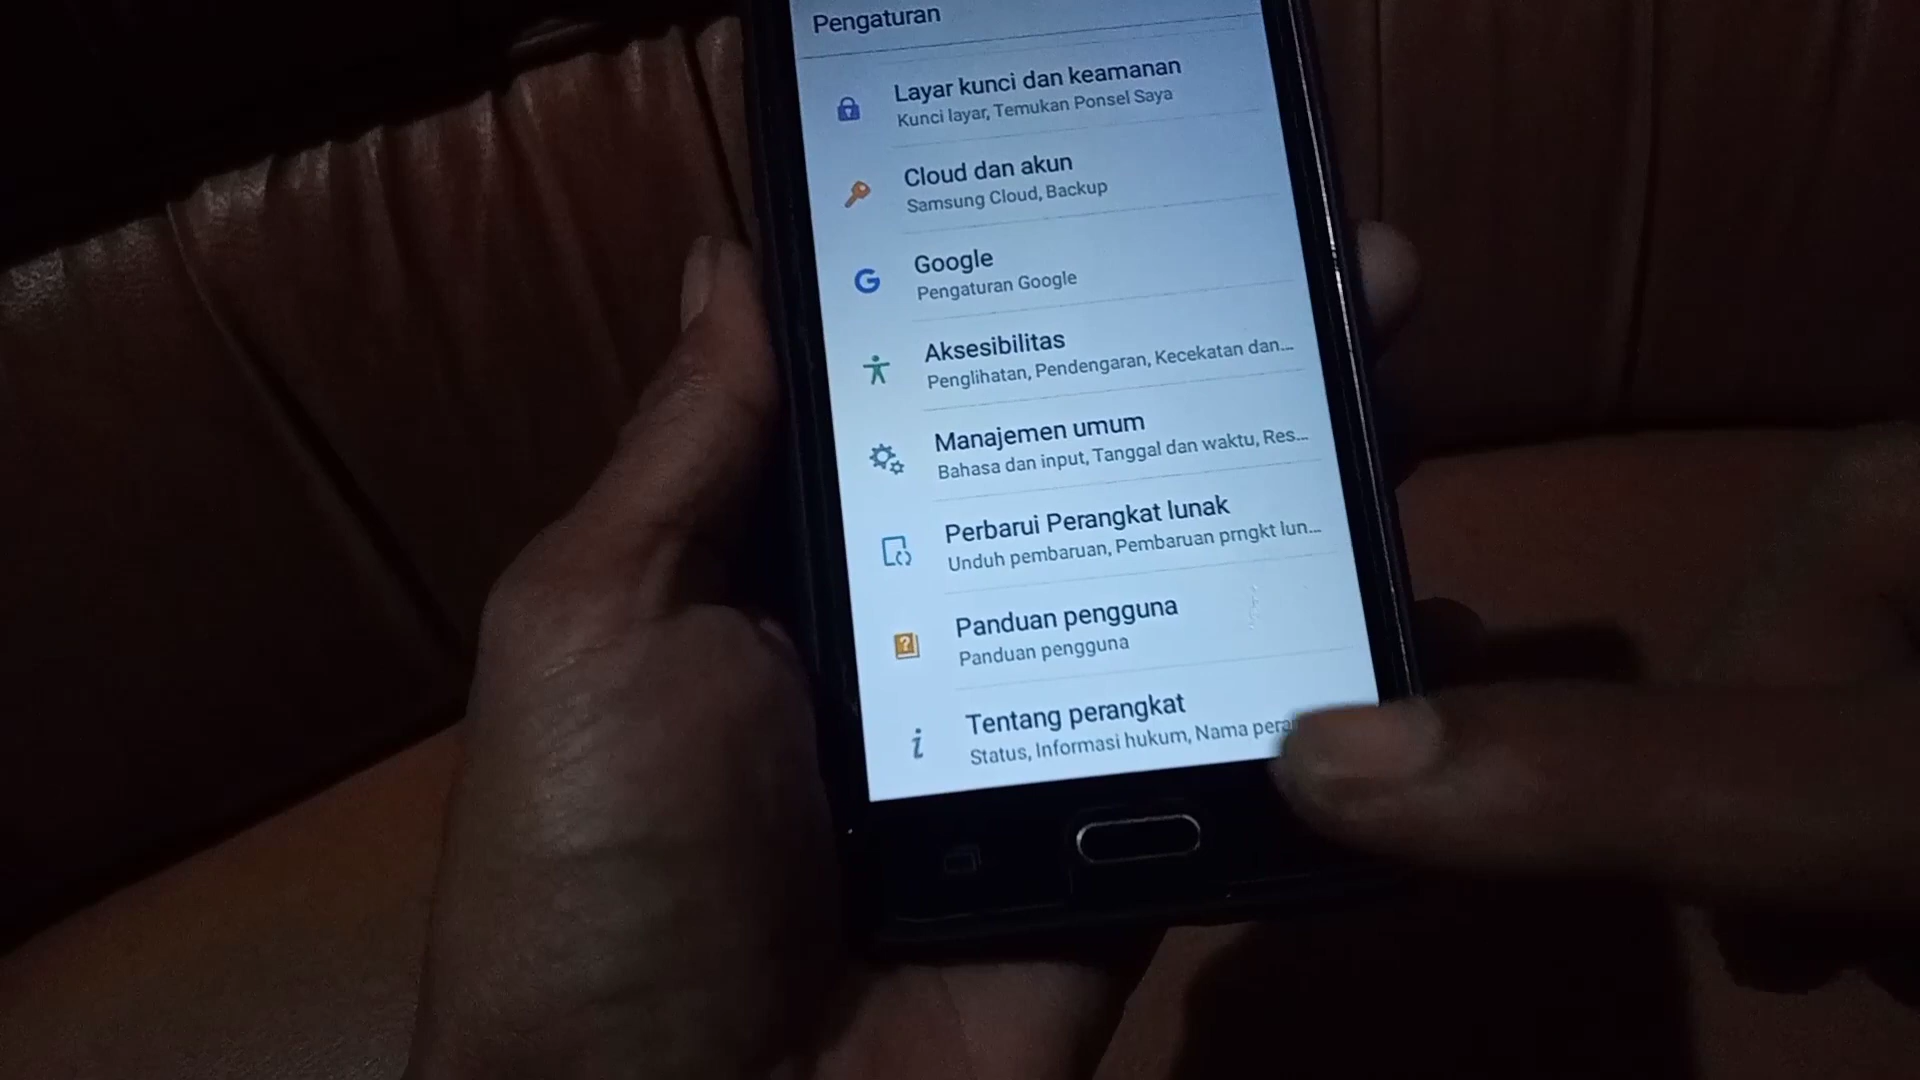 Pengaturan
Layar kunci dan keamanan
Kunci layar, Temukan Ponsel Saya
Cloud dan akun
Samsung Cloud, Backup
Google
Pengaturan Google
Aksesibilitas
Penglihatan, Pendengaran, Kecekatan dan...
Manajemen umum
Bahasa dan input, Tanggal dan waktu, Res...
Perbarui Perangkat lunak
Unduh pembaruan, Pembaruan prngkt lun...
Panduan pengguna
Panduan pengguna
Tentang perangkat
Status, Informasi hukum, Nama pera